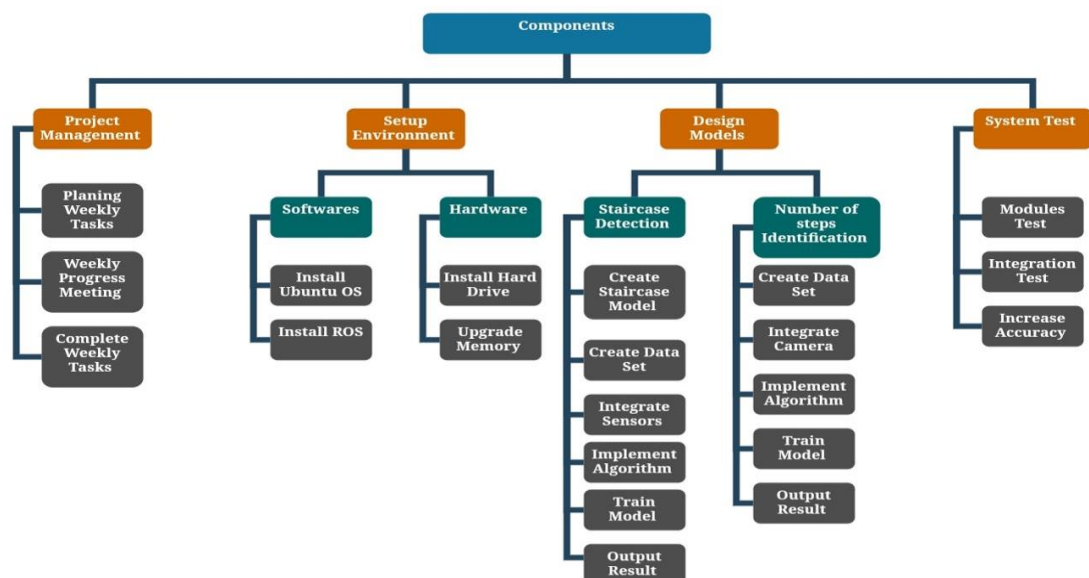 Components
Project
Management
Planing
Weekly
Tasks
Weekly
Progress
Meeting
Complete
Weekly
Tasks
Setup
Environment
Softwares
Install
Ubuntu OS
Install ROS
Hardware
Install Hard
Drive
Upgrade
Memory
Design
Models
Staircase
Detection
Create
Staircase
Model
Create Data
Set
Integrate
Sensors
Implement
Algorithm
Train
Model
Output
Result
Number of
steps
Identification
Create Data
Set
Integrate
Camera
Implement
Algorithm
Train
Model
Output
Result
System Test
Modules
Test
Integration
Test
Increase
Accuracy